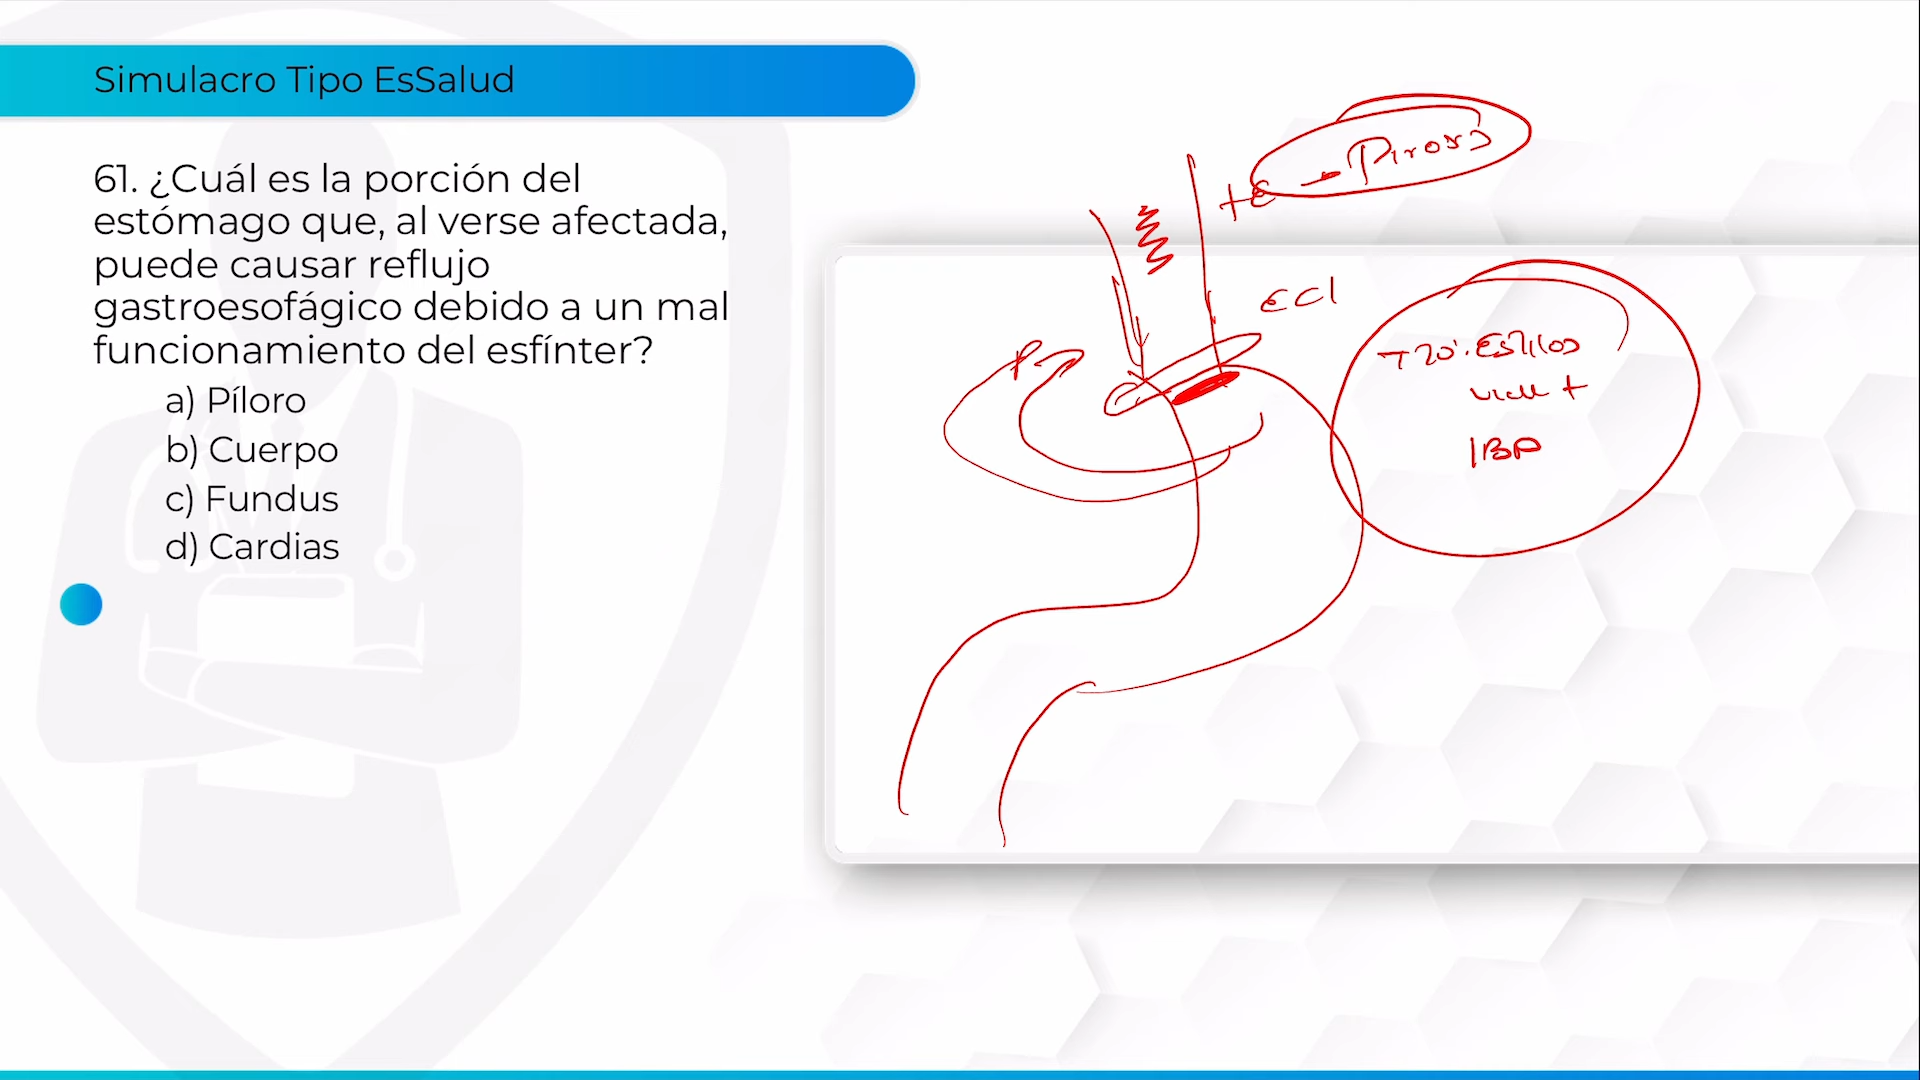 Simulacro Tipo EsSalud
61. ¿Cuál es la porción del
estómago que, al verse afectada,
puede causar reflujo
gastroesofágico debido a un mal
funcionamiento del esfínter?
a) Píloro
b) Cuerpo
c) Fundus
d) Cardias
Pirosis
IBP